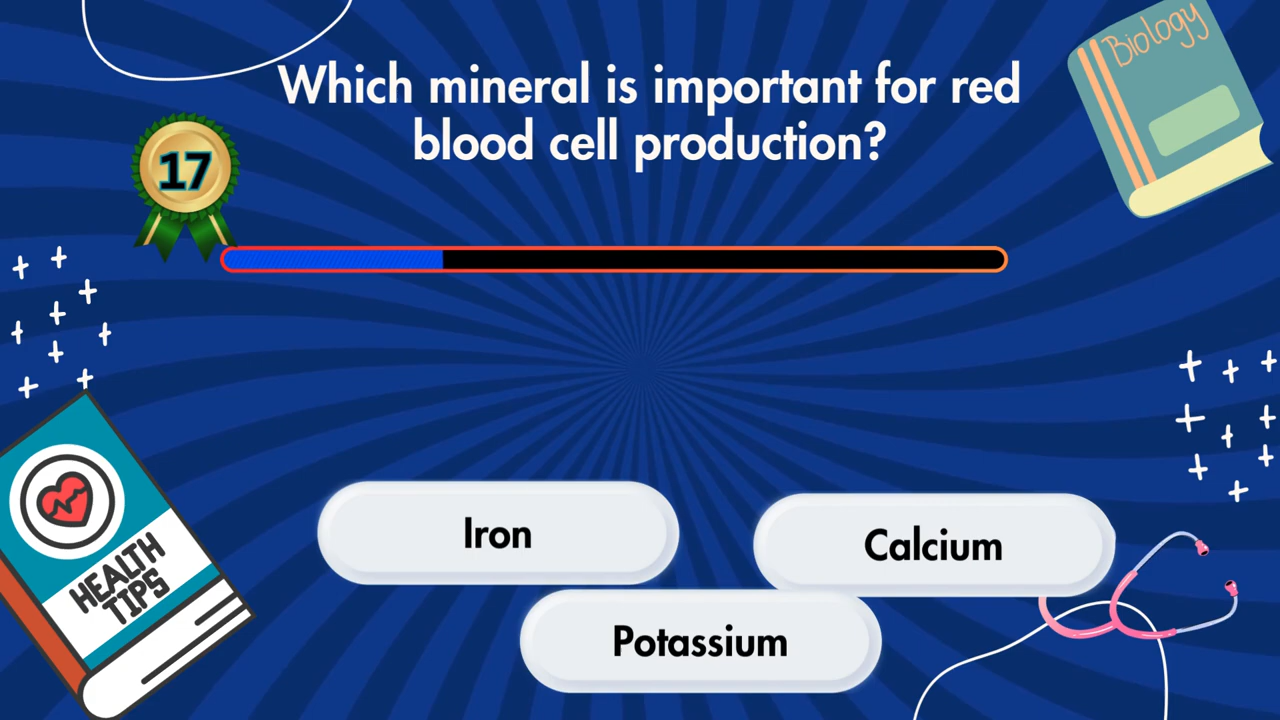 Which mineral is important for red
blood cell production?
Biology
17
Iron
Calcium
Potassium
HEALTH
TIPS